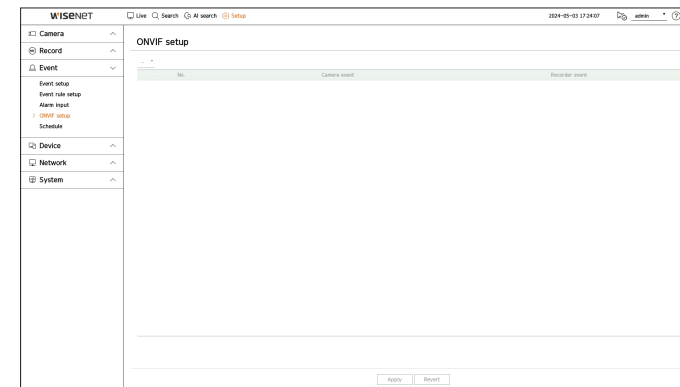 WISENET
Live Search AI search Setup
2024-05-03 17:24:07 admin ?
Camera
Record
Event
Event setup
Event rule setup
Alarm input
> ONVIF setup
Schedule
Device
Network
System
ONVIF setup
No. Camera event Recorder event
Apply Revert